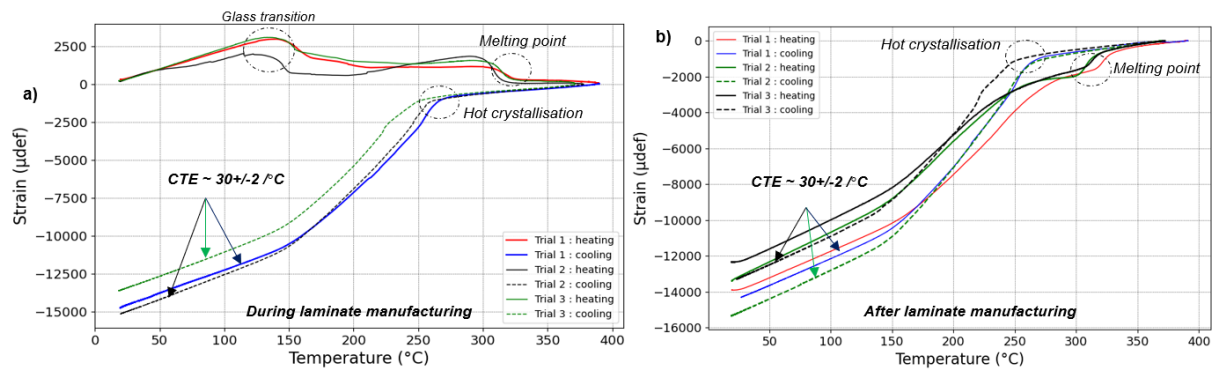 a)
Glass transition
Melting point
Hot crystallisation
CTE ~ 30+/-2 /°C
During laminate manufacturing
Trial 1 : heating
Trial 1 : cooling
Trial 2 : heating
Trial 2 : cooling
Trial 3 : heating
Trial 3 : cooling
Strain (μdef)
2500
0
−2500
−5000
−7500
−10000
−12500
−15000
0
50
100
150
200
250
300
350
400
Temperature (°C)
b)
Trial 1 : heating
Trial 1 : cooling
Trial 2 : heating
Trial 2 : cooling
Trial 3 : heating
Trial 3 : cooling
Hot crystallisation
Melting point
CTE ~ 30+/-2 /°C
After laminate manufacturing
Strain (μdef)
0
−2000
−4000
−6000
−8000
−10000
−12000
−14000
−16000
50
100
150
200
250
300
350
400
Temperature (°C)